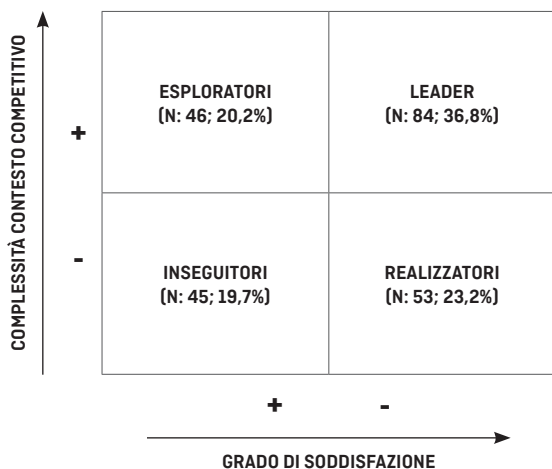 COMPLESSITÀ CONTESTO COMPETITIVO
ESPLORATORI
(N: 46; 20,2%)
LEADER
(N: 84; 36,8%)
+
-
INSEGUITORI
(N: 45; 19,7%)
REALIZZATORI
(N: 53; 23,2%)
+ -
GRADO DI SODDISFAZIONE